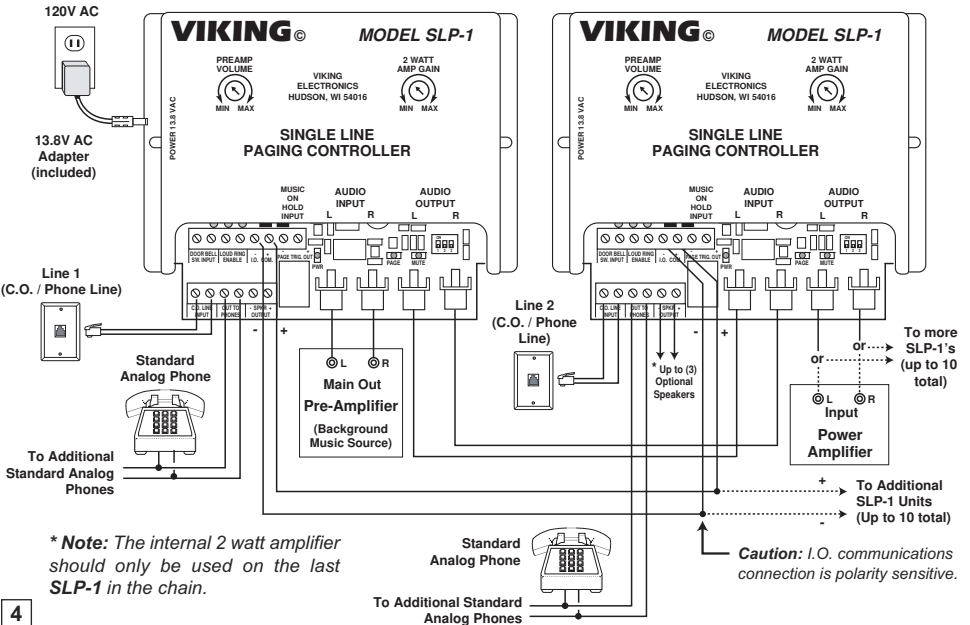 120V AC
13.8V AC
Adapter
(included)
VIKING©
MODEL SLP-1
PREAMP
VOLUME
MIN MAX
VIKING
ELECTRONICS
HUDSON, WI 54016
2 WATT
AMP GAIN
MIN MAX
POWER 13.8 VAC
SINGLE LINE
PAGING CONTROLLER
MUSIC
ON
HOLD
INPUT
AUDIO
INPUT
L R
AUDIO
OUTPUT
L R
DOOR BELL
SW. INPUT
LOUD RING
ENABLE
- +
I.O. COM.
PAGE TRIG. OUT
PWR
PAGE
MUTE
ON
1 2 3
C.O. LINE
INPUT
OUT TO
PHONES
- SPKR +
OUTPUT
- +
VIKING©
MODEL SLP-1
PREAMP
VOLUME
MIN MAX
VIKING
ELECTRONICS
HUDSON, WI 54016
2 WATT
AMP GAIN
MIN MAX
POWER 13.8 VAC
SINGLE LINE
PAGING CONTROLLER
MUSIC
ON
HOLD
INPUT
AUDIO
INPUT
L R
AUDIO
OUTPUT
L R
DOOR BELL
SW. INPUT
LOUD RING
ENABLE
- +
I.O. COM.
PAGE TRIG. OUT
PWR
PAGE
MUTE
ON
1 2 3
C.O. LINE
INPUT
OUT TO
PHONES
- SPKR +
OUTPUT
- +
Line 1
(C.O. / Phone Line)
Standard
Analog Phone
To Additional
Standard Analog
Phones
L R
Main Out
Pre-Amplifier
(Background
Music Source)
Line 2
(C.O. / Phone
Line)
* Up to (3)
Optional
Speakers
or
or
To more
SLP-1's
(up to 10
total)
L R
Input
Power
Amplifier
+
-
To Additional
SLP-1 Units
(Up to 10 total)
Caution: I.O. communications
connection is polarity sensitive.
Standard
Analog Phone
To Additional Standard
Analog Phones
* Note: The internal 2 watt amplifier
should only be used on the last
SLP-1 in the chain.
4